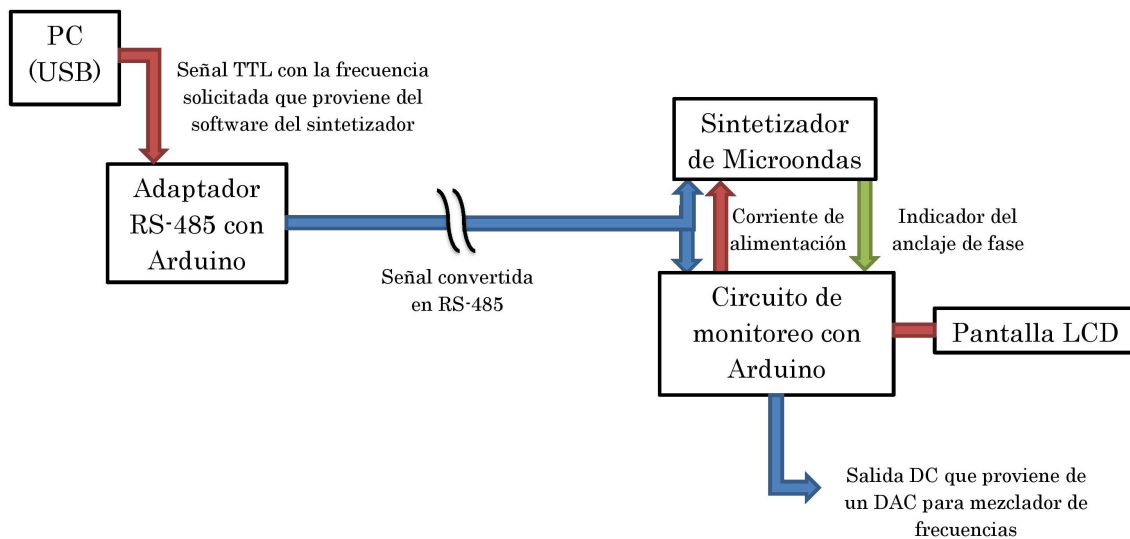 PC
(USB)
Señal TTL con la frecuencia
solicitada que proviene del
software del sintetizador
Adaptador
RS-485 con
Arduino
Señal convertida
en RS-485
Sintetizador
de Microondas
Corriente de
alimentación
Indicador del
anclaje de fase
Circuito de
monitoreo con
Arduino
Pantalla LCD
Salida DC que proviene de
un DAC para mezclador de
frecuencias